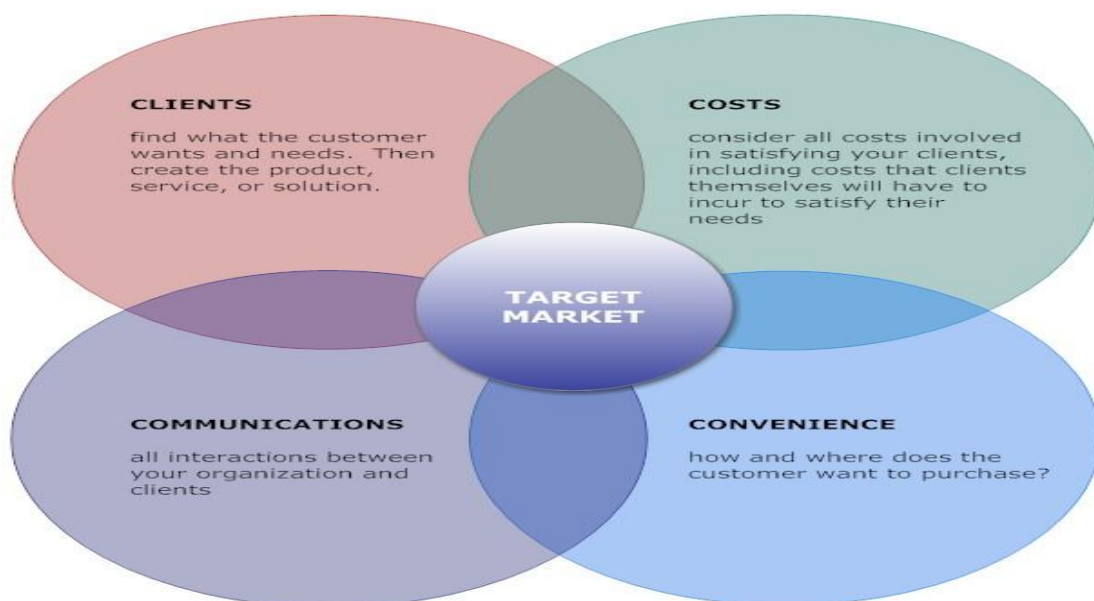 CLIENTS
find what the customer
wants and needs.  Then
create the product,
service, or solution.
COSTS
consider all costs involved
in satisfying your clients,
including costs that clients
themselves will have to
incur to satisfy their
needs
TARGET
MARKET
COMMUNICATIONS
all interactions between
your organization and
clients
CONVENIENCE
how and where does the
customer want to purchase?